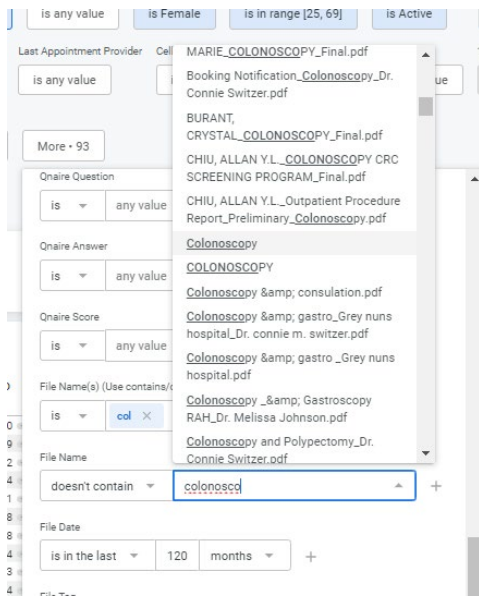 is any value is Female is in range [25, 69] is Active
Last Appointment Provider Cell
is any value
ue
More • 93
Qnaire Question
is any value
Qnaire Answer
is any value
Qnaire Score
is any value
File Name(s) (Use contains/
is col ×
File Name
doesn't contain colonosco
File Date
is in the last 120 months
MARIE_COLONOSCOPY_Final.pdf
Booking Notification_Colonoscopy_Dr.
Connie Switzer.pdf
BURANT,
CRYSTAL_COLONOSCOPY_Final.pdf
CHIU, ALLAN Y.L._COLONOSCOPY CRC
SCREENING PROGRAM_Final.pdf
CHIU, ALLAN Y.L._Outpatient Procedure
Report_Preliminary_Colonoscopy.pdf
Colonoscopy
COLONOSCOPY
Colonoscopy &amp; consulation.pdf
Colonoscopy &amp; gastro_Grey nuns
hospital_Dr. connie m. switzer.pdf
Colonoscopy &amp; gastro _Grey nuns
hospital.pdf
Colonoscopy _&amp; Gastroscopy
RAH_Dr. Melissa Johnson.pdf
Colonoscopy and Polypectomy_Dr.
Connie Switzer.pdf